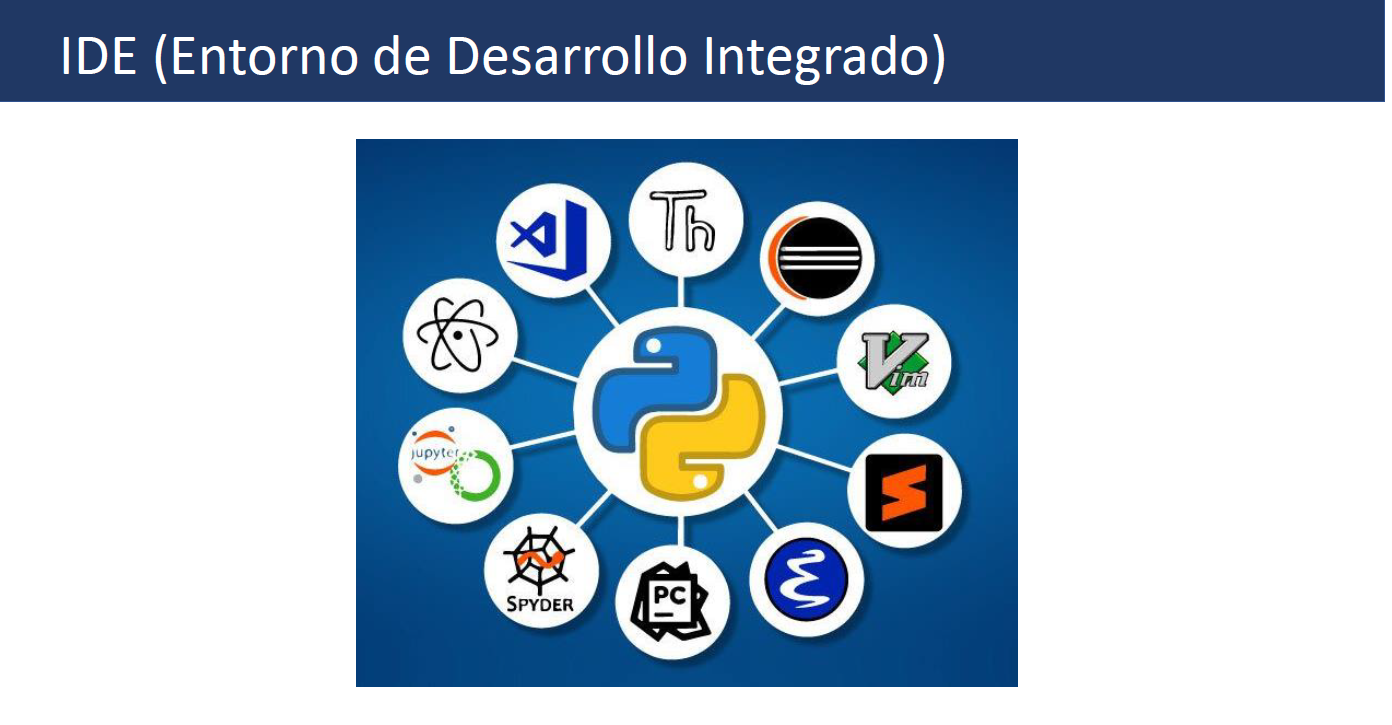 IDE (Entorno de Desarrollo Integrado)
Th
Vim
jupyter
SPYDER
PC